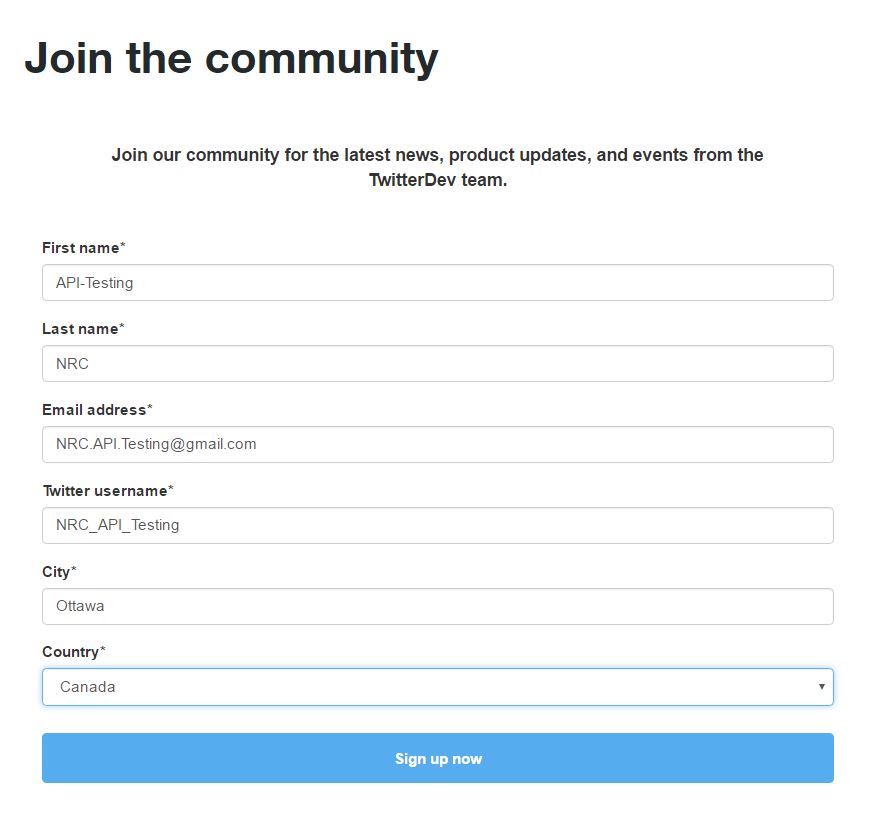 Join the community
Join our community for the latest news, product updates, and events from the
TwitterDev team.
First name*
API-Testing
Last name*
NRC
Email address*
NRC.API.Testing@gmail.com
Twitter username*
NRC_API_Testing
City*
Ottawa
Country*
Canada
Sign up now